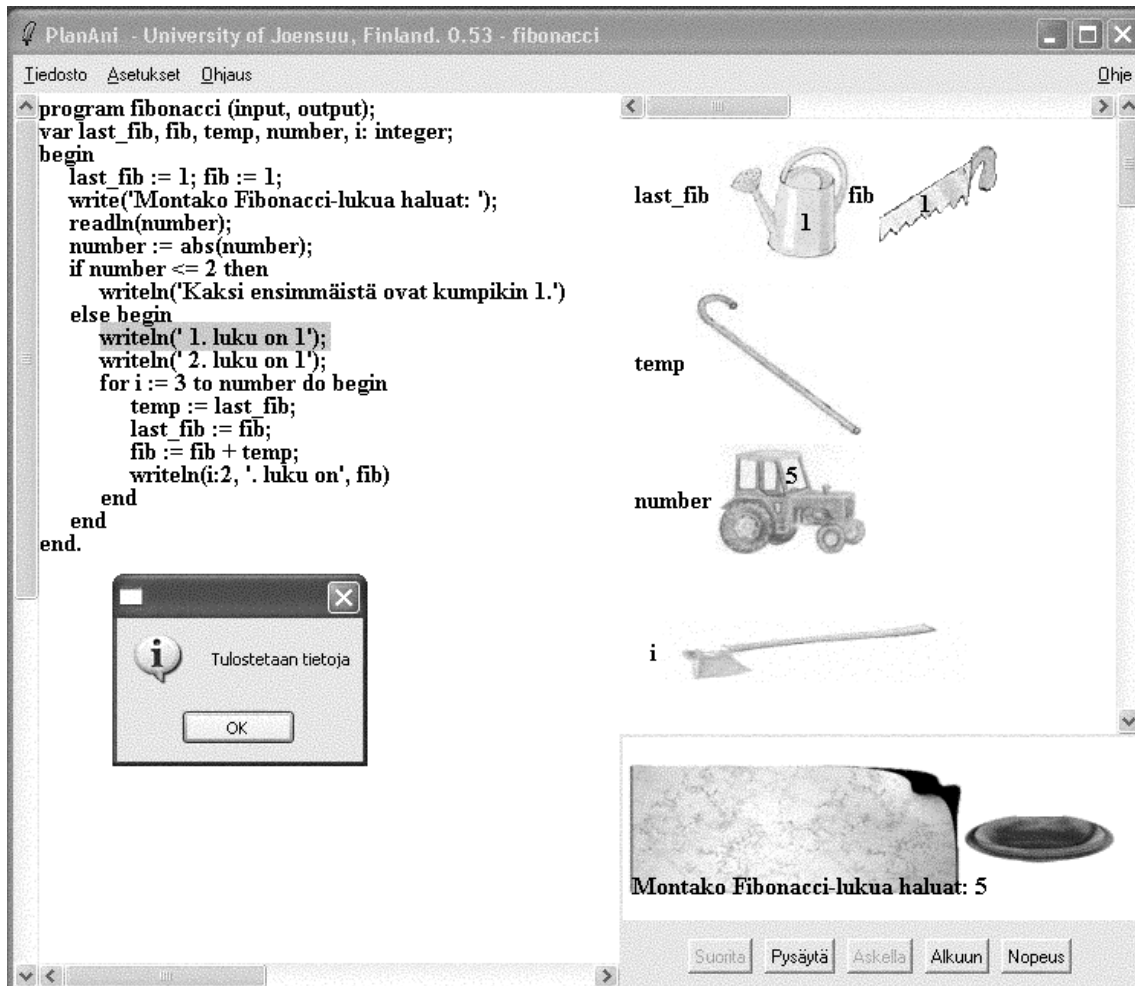 PlanAni - University of Joensuu, Finland. 0.53 - fibonacci
Tiedosto Asetukset Ohjaus Ohje
program fibonacci (input, output);
var last_fib, fib, temp, number, i: integer;
begin
last_fib := 1; fib := 1;
write('Montako Fibonacci-lukua haluat: ');
readln(number);
number := abs(number);
if number <= 2 then
writeln('Kaksi ensimmäistä ovat kumpikin 1.')
else begin
writeln(' 1. luku on 1');
writeln(' 2. luku on 1');
for i := 3 to number do begin
temp := last_fib;
last_fib := fib;
fib := fib + temp;
writeln(i:2, '. luku on', fib)
end
end
end.
Tulostetaan tietoja
OK
last_fib 1 fib 1
temp
number 5
i
Montako Fibonacci-lukua haluat: 5
Suorita Pysäytä Askella Alkuun Nopeus